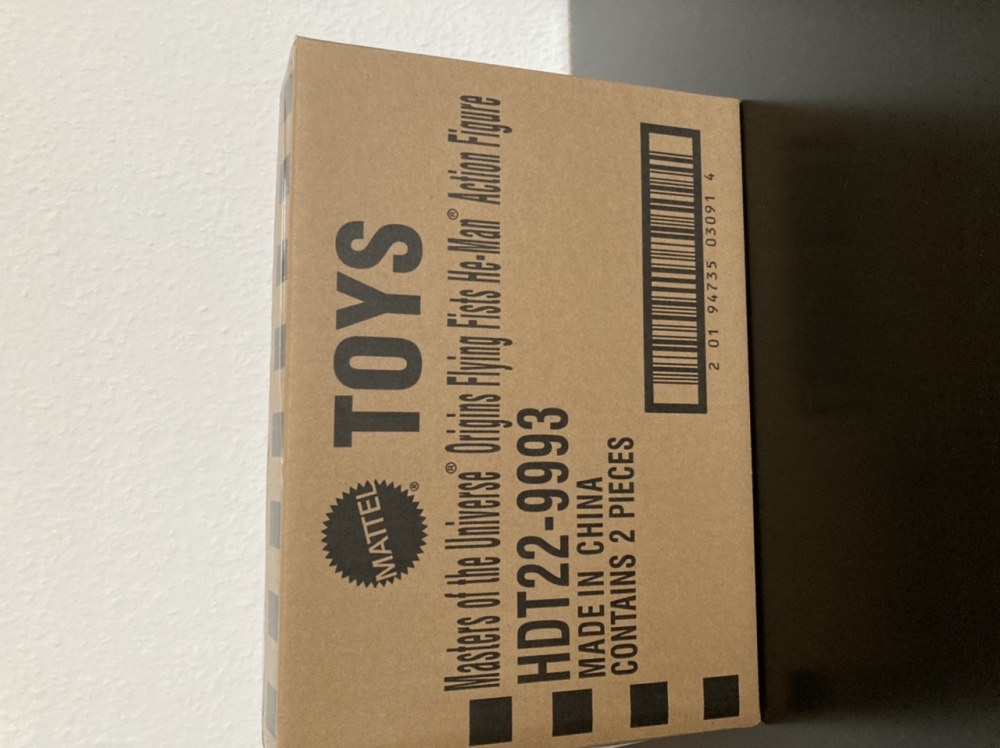 MATTEL ® TOYS
Masters of the Universe® Origins Flying Fists He-Man® Action Figure
HDT22-9993
MADE IN CHINA
CONTAINS 2 PIECES
2 01 94735 03091 4